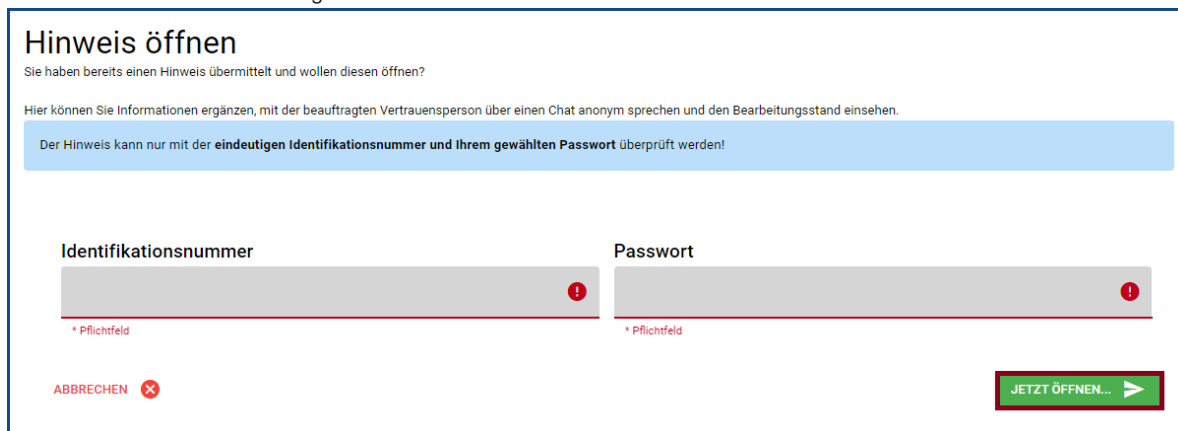 Hinweis öffnen
Sie haben bereits einen Hinweis übermittelt und wollen diesen öffnen?
Hier können Sie Informationen ergänzen, mit der beauftragten Vertrauensperson über einen Chat anonym sprechen und den Bearbeitungsstand einsehen.
Der Hinweis kann nur mit der eindeutigen Identifikationsnummer und Ihrem gewählten Passwort überprüft werden!
Identifikationsnummer
Passwort
* Pflichtfeld
* Pflichtfeld
ABBRECHEN
JETZT ÖFFNEN...